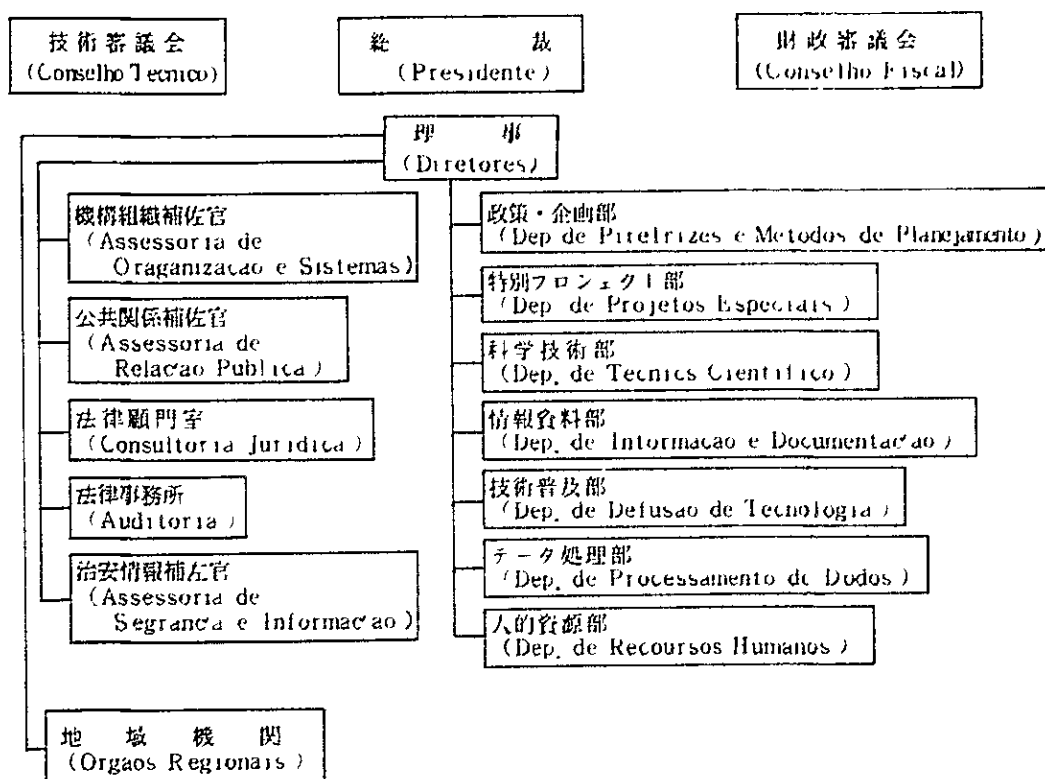 技術審議会
(Conselho Tecnico)
総裁
(Presidente)
財政審議会
(Conselho Fiscal)
理事
(Diretores)
機構組織補佐官
(Assessoria de
Oraganizacao e Sistemas)
公共関係補佐官
(Assessoria de
Relacao Publica)
法律顧門室
(Consultoria Juridica)
法律事務所
(Auditoria)
治安情報補左官
(Assessoria de
Segranca e Informacao)
地域機関
(Orgaos Regionais)
政策・企画部
(Dep de Piretrizes e Metodos de Planejamento)
特別プロジェクト部
(Dep. de Projetos Especiais)
科学技術部
(Dep. de Tecnics Cientifico)
情報資料部
(Dep. de Informacao e Documentacao)
技術普及部
(Dep. de Defusao de Tecnologia)
データ処理部
(Dep. de Processamento de Dodos)
人的資源部
(Dep. de Recoursos Humanos)